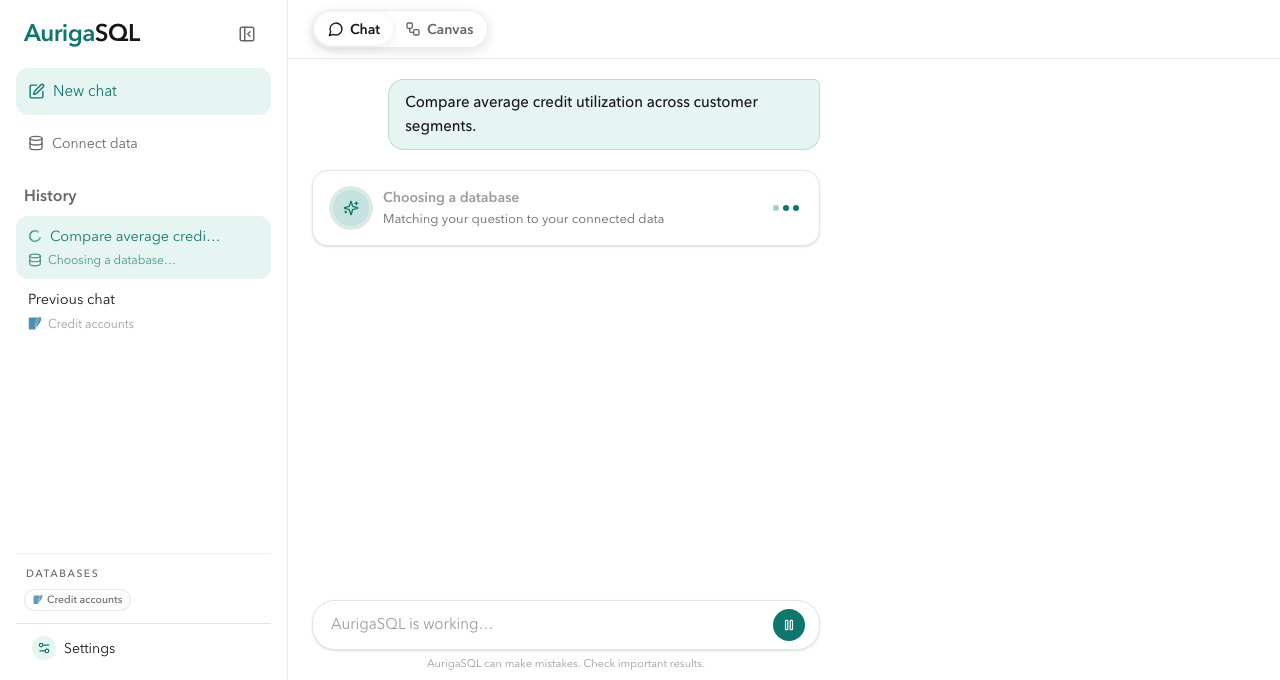 AurigaSQL
New chat
Connect data
History
Compare average credi…
Choosing a database…
Previous chat
Credit accounts
DATABASES
Credit accounts
Settings
Chat
Canvas
Compare average credit utilization across customer
segments.
Choosing a database
Matching your question to your connected data
AurigaSQL is working…
AurigaSQL can make mistakes. Check important results.